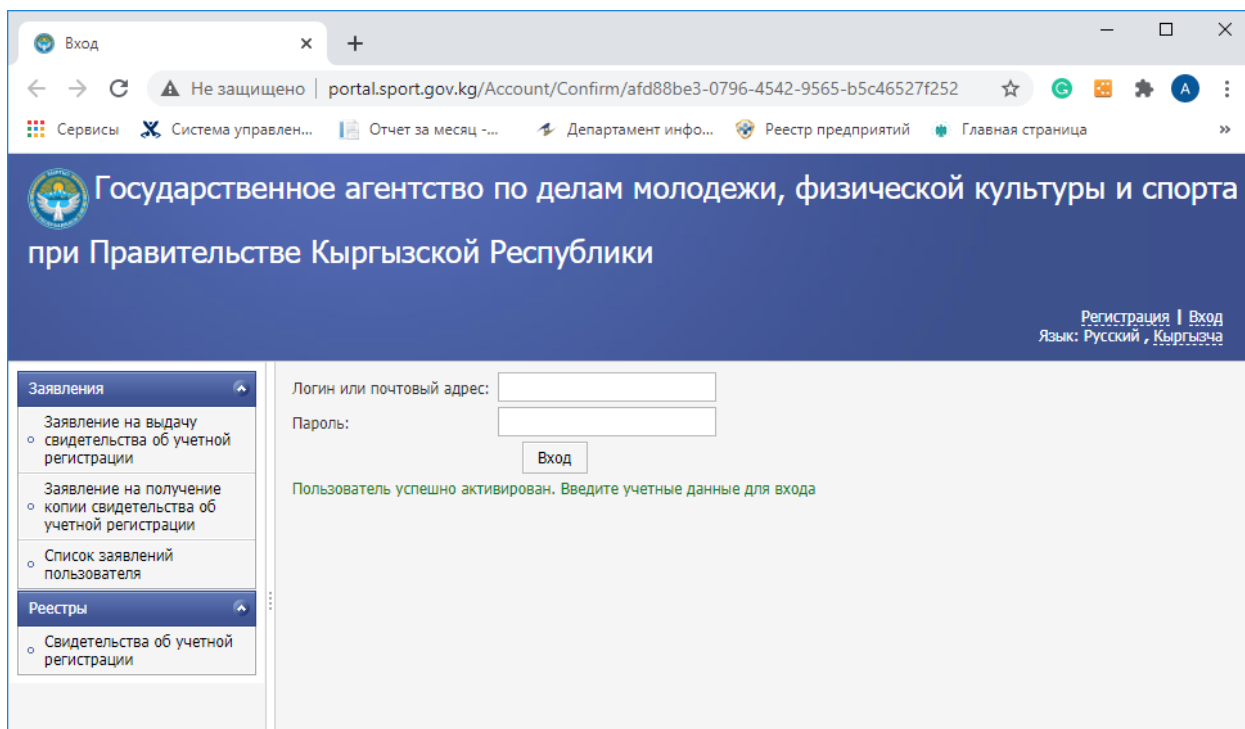 Вход
Не защищено | portal.sport.gov.kg/Account/Confirm/afd88be3-0796-4542-9565-b5c46527f252
G
A
Сервисы
Система управлен...
Отчет за месяц -...
Департамент инфо...
Реестр предприятий
Главная страница
Государственное агентство по делам молодежи, физической культуры и спорта
при Правительстве Кыргызской Республики
Регистрация | Вход
Язык: Русский , Кыргызча
Заявления
Заявление на выдачу
свидетельства об учетной
регистрации
Заявление на получение
копии свидетельства об
учетной регистрации
Список заявлений
пользователя
Реестры
Свидетельства об учетной
регистрации
Логин или почтовый адрес:
Пароль:
Вход
Пользователь успешно активирован. Введите учетные данные для входа